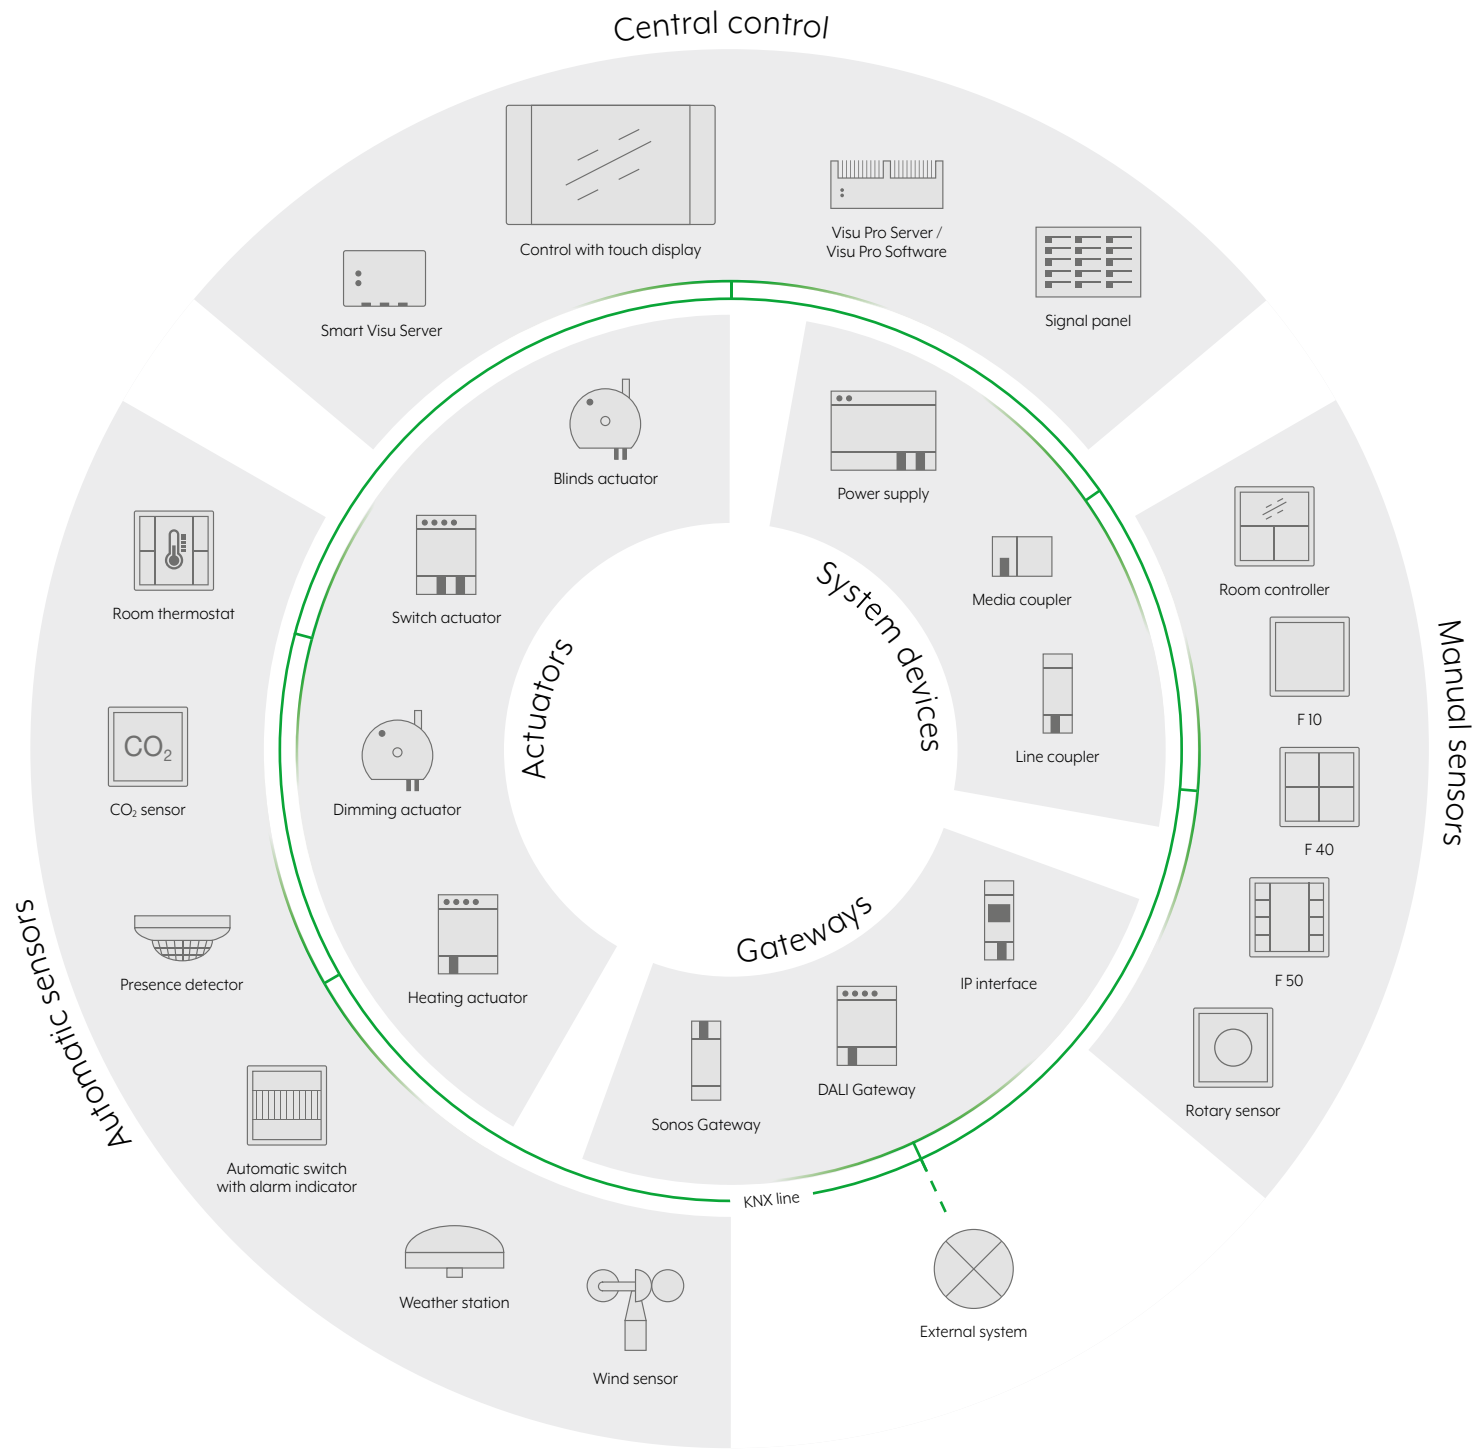 Central control
Control with touch display
Visu Pro Server /
Visu Pro Software
Smart Visu Server
Signal panel
Blinds actuator
Power supply
Switch actuator
Media coupler
Line coupler
Dimming actuator
Heating actuator
Actuators
System devices
Gateways
IP interface
DALI Gateway
Sonos Gateway
Room thermostat
CO₂
CO₂ sensor
Presence detector
Automatic sensors
Automatic switch
with alarm indicator
Weather station
Wind sensor
Room controller
F 10
F 40
F 50
Rotary sensor
Manual sensors
KNX line
External system